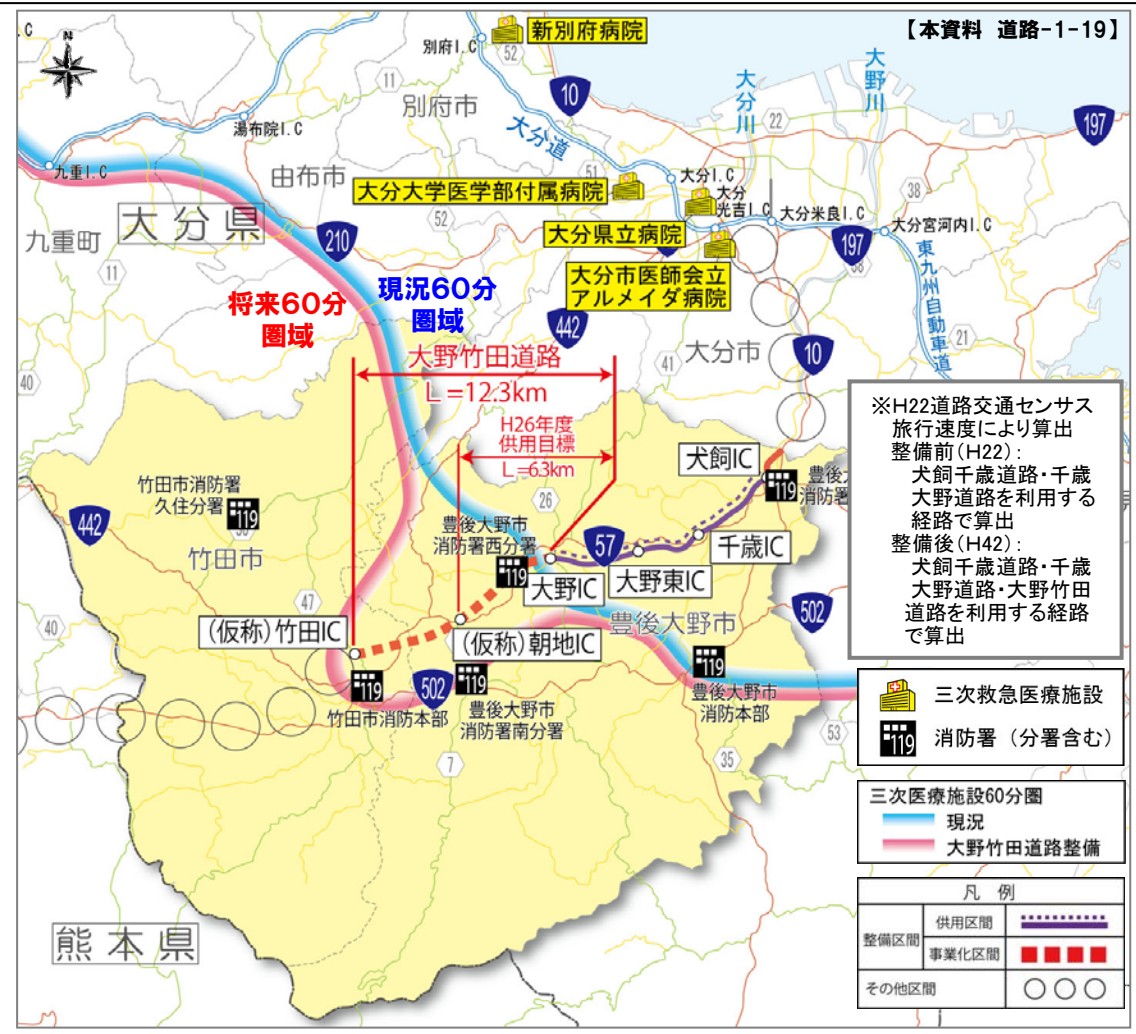 【本資料 道路-1-19】
.C
N
新別府病院
別府I.C
52
11
10
別府市
大分川
大野川
22
197
湯布院I.C
大分道
51
九重I.C
由布市
大分I.C
大分大学医学部付属病院
大分
光吉I.C
38
大分県
52
大分米良I.C
大分宮河内I.C
九重町
210
大分県立病院
197
11
大分市医師会立
アルメイダ病院
東九州自動車道
将来60分
圏域
現況60分
圏域
442
大分市
10
21
大野竹田道路
41
40
L=12.3km
H26年度
供用目標
L=6.3km
※H22道路交通センサス
旅行速度により算出
整備前(H22):
犬飼千歳道路・千歳
大野道路を利用する
経路で算出
整備後(H42):
犬飼千歳道路・千歳
大野道路・大野竹田
道路を利用する経路
で算出
犬飼IC
竹田市消防署
久住分署
119
26
119
豊後
消防署
442
豊後大野市
消防署西分署
57
千歳IC
竹田市
119
大野IC
大野東IC
47
502
40
(仮称)竹田IC
(仮称)朝地IC
豊後大野市
119
119
502
119
竹田市消防本部
豊後大野市
消防署南分署
豊後大野市
消防本部
三次救急医療施設
119
消防署(分署含む)
53
7
35
三次医療施設60分圏
現況
大野竹田道路整備
凡例
整備区間
供用区間
事業化区間
その他区間
熊本県